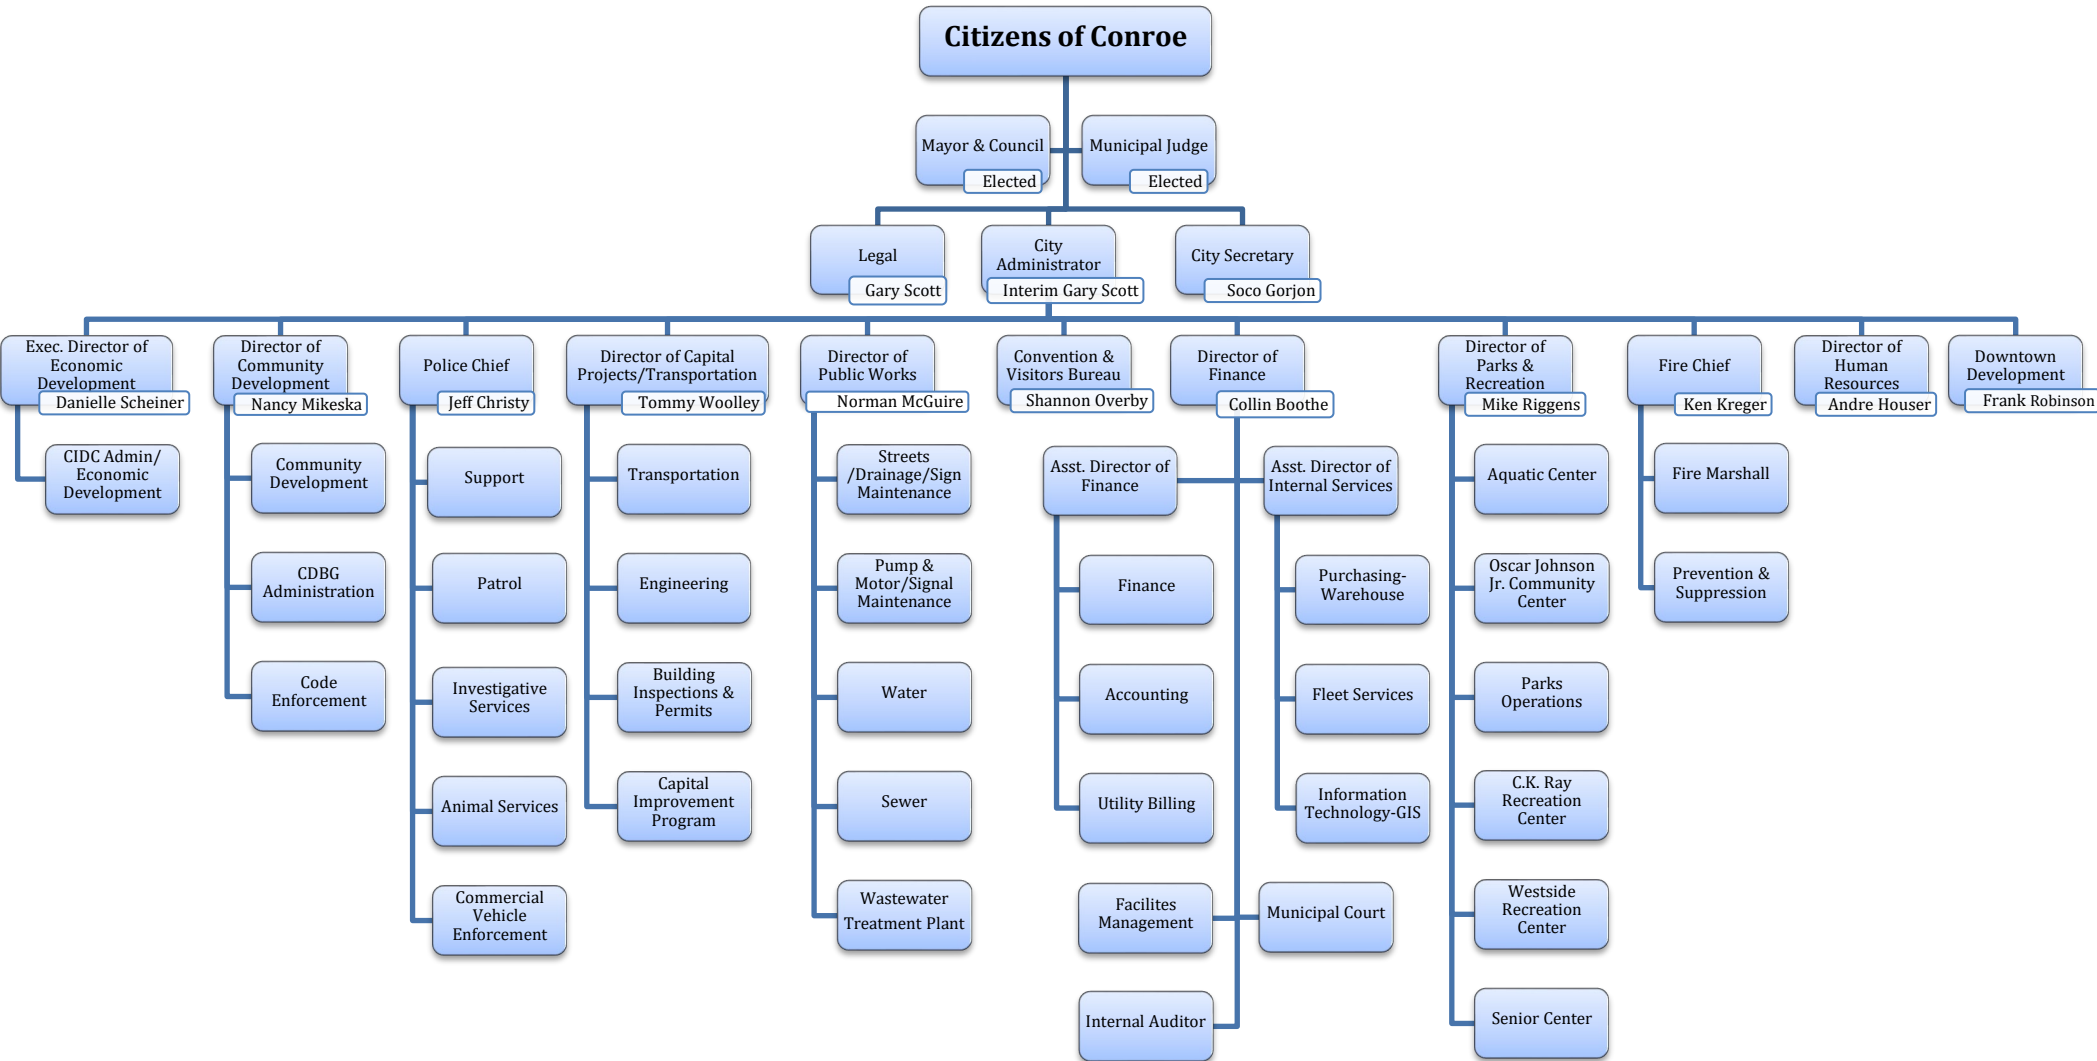 Citizens of Conroe
Mayor & Council
Elected
Municipal Judge
Elected
Legal
Gary Scott
City
Administrator
Interim Gary Scott
City Secretary
Soco Gorjon
Exec. Director of
Economic
Development
Danielle Scheiner
CIDC Admin/
Economic
Development
Director of
Community
Development
Nancy Mikeska
Community
Development
CDBG
Administration
Code
Enforcement
Police Chief
Jeff Christy
Support
Patrol
Investigative
Services
Animal Services
Commercial
Vehicle
Enforcement
Director of Capital
Projects/Transportation
Tommy Woolley
Transportation
Engineering
Building
Inspections &
Permits
Capital
Improvement
Program
Director of
Public Works
Norman McGuire
Streets
/Drainage/Sign
Maintenance
Pump &
Motor/Signal
Maintenance
Water
Sewer
Wastewater
Treatment Plant
Convention &
Visitors Bureau
Shannon Overby
Director of
Finance
Collin Boothe
Asst. Director of
Finance
Finance
Accounting
Utility Billing
Asst. Director of
Internal Services
Purchasing-
Warehouse
Fleet Services
Information
Technology-GIS
Facilites
Management
Municipal Court
Internal Auditor
Director of
Parks &
Recreation
Mike Riggens
Aquatic Center
Oscar Johnson
Jr. Community
Center
Parks
Operations
C.K. Ray
Recreation
Center
Westside
Recreation
Center
Senior Center
Fire Chief
Ken Kreger
Fire Marshall
Prevention &
Suppression
Director of
Human
Resources
Andre Houser
Downtown
Development
Frank Robinson